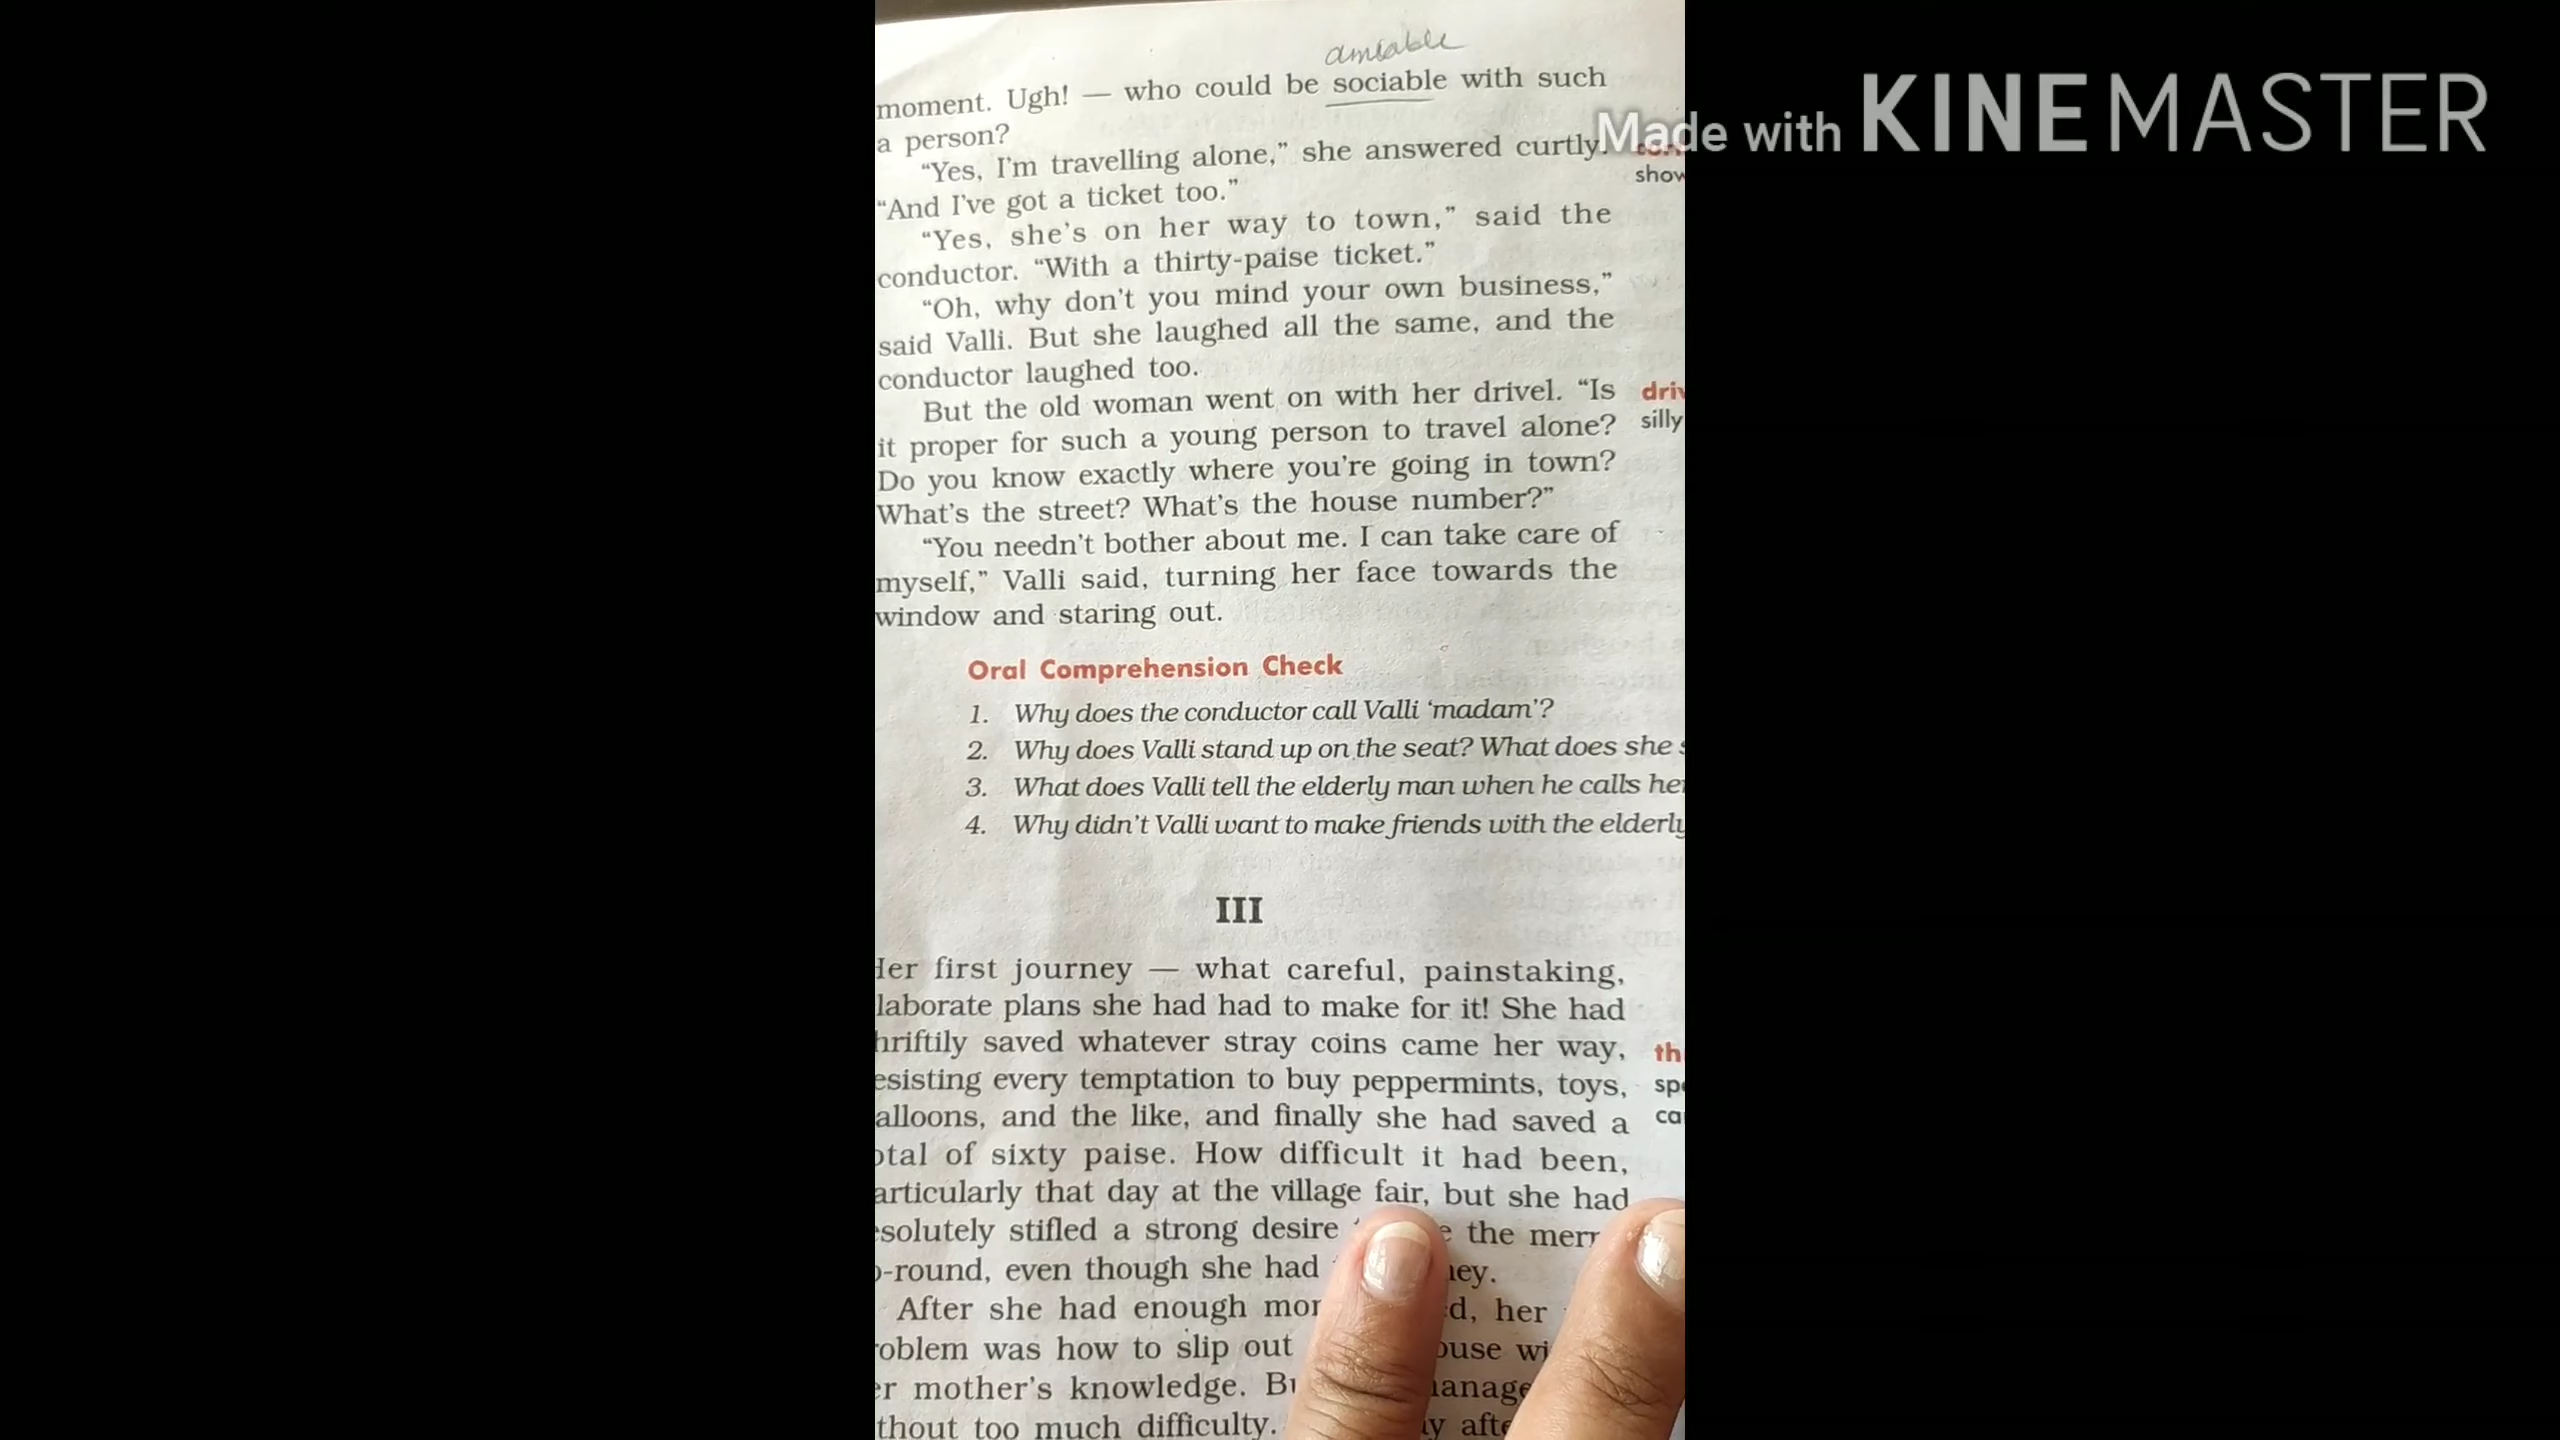 amiable
moment. Ugh! — who could be sociable with such
a person?
Made with KINEMASTER
“Yes, I'm travelling alone,” she answered curtly.
show
“And I've got a ticket too.”
“Yes, she's on her way to town,” said the
conductor. “With a thirty-paise ticket.”
“Oh, why don't you mind your own business,”
said Valli. But she laughed all the same, and the
conductor laughed too.
But the old woman went on with her drivel. “Is
driv
it proper for such a young person to travel alone?
silly
Do you know exactly where you're going in town?
What's the street? What's the house number?”
“You needn't bother about me. I can take care of
myself,” Valli said, turning her face towards the
window and staring out.
Oral Comprehension Check
1. Why does the conductor call Valli ‘madam’?
2. Why does Valli stand up on the seat? What does she
3. What does Valli tell the elderly man when he calls her
4. Why didn't Valli want to make friends with the elderly
III
Her first journey — what careful, painstaking,
laborate plans she had had to make for it! She had
hriftily saved whatever stray coins came her way,
th
esisting every temptation to buy peppermints, toys,
spe
alloons, and the like, and finally she had saved a
ca
otal of sixty paise. How difficult it had been,
articularly that day at the village fair, but she had
esolutely stifled a strong desire the merr
o-round, even though she had ney.
After she had enough mon d, her
roblem was how to slip out ouse wi
er mother's knowledge. Bu anage
thout too much difficulty. y afte